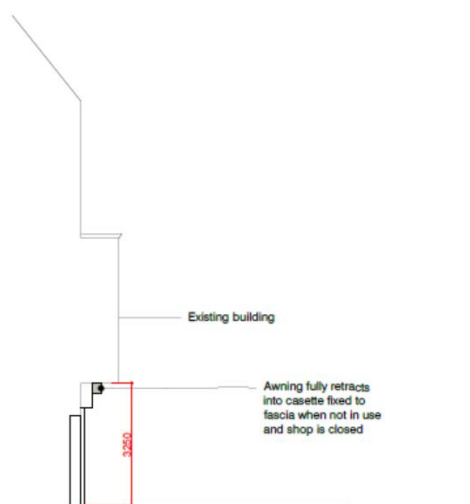 Existing building
Awning fully retracts
into casette fixed to
fascia when not in use
and shop is closed
3250